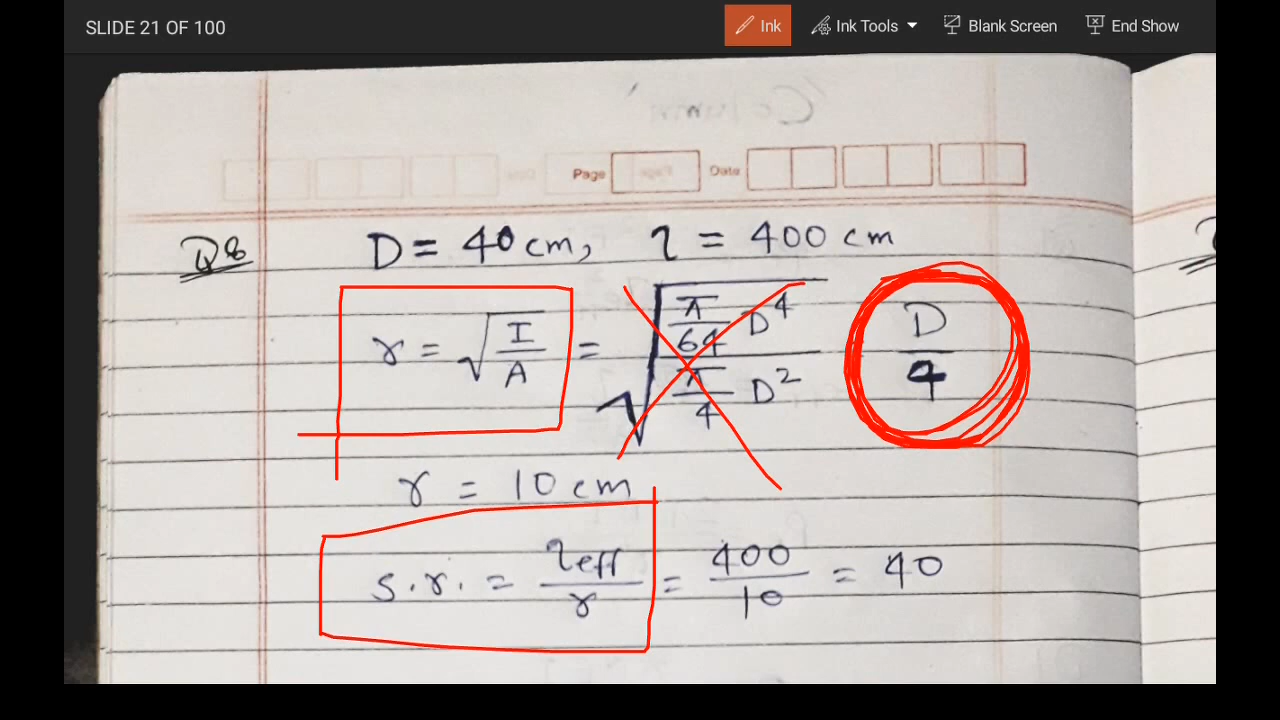 SLIDE 21 OF 100
Ink
Ink Tools
Blank Screen
End Show
Column
Page
Date
Q8
D = 40 cm, l = 400 cm
r = √(I/A) = √((π/64 D⁴)/(π/4 D²)) D/4
r = 10 cm
s.r. = leff/r = 400/10 = 40